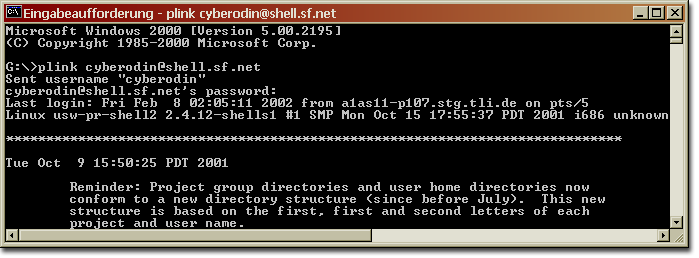 Eingabeaufforderung - plink cyberodin@shell.sf.net
Microsoft Windows 2000 [Version 5.00.2195]
(C) Copyright 1985-2000 Microsoft Corp.
G:\>plink cyberodin@shell.sf.net
Sent username "cyberodin"
cyberodin@shell.sf.net's password:
Last login: Fri Feb  8 02:05:11 2002 from a1as11-p107.stg.tli.de on pts/5
Linux usw-pr-shell2 2.4.12-shells1 #1 SMP Mon Oct 15 17:55:37 PDT 2001 i686 unknown
*****************************************************************************
Tue Oct  9 15:50:25 PDT 2001
Reminder: Project group directories and user home directories now
conform to a new directory structure (since before July).  This new
structure is based on the first, first and second letters of each
project and user name.